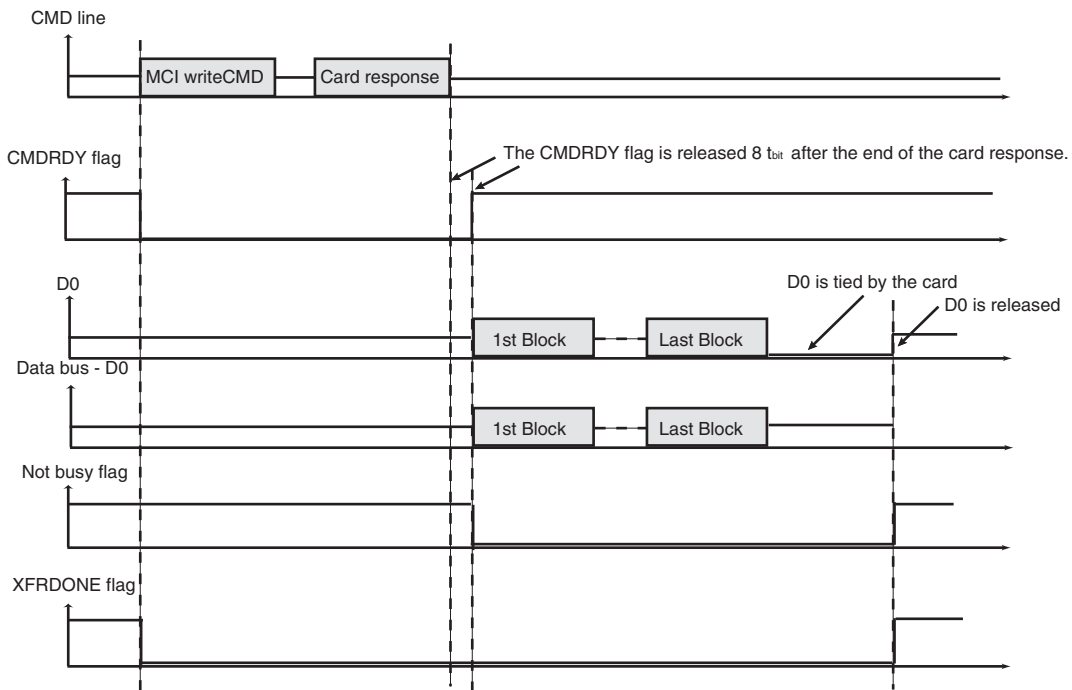 CMD line
MCI writeCMD
Card response
CMDRDY flag
The CMDRDY flag is released 8 tbit after the end of the card response.
D0
1st Block
Last Block
D0 is tied by the card
D0 is released
Data bus - D0
1st Block
Last Block
Not busy flag
XFRDONE flag